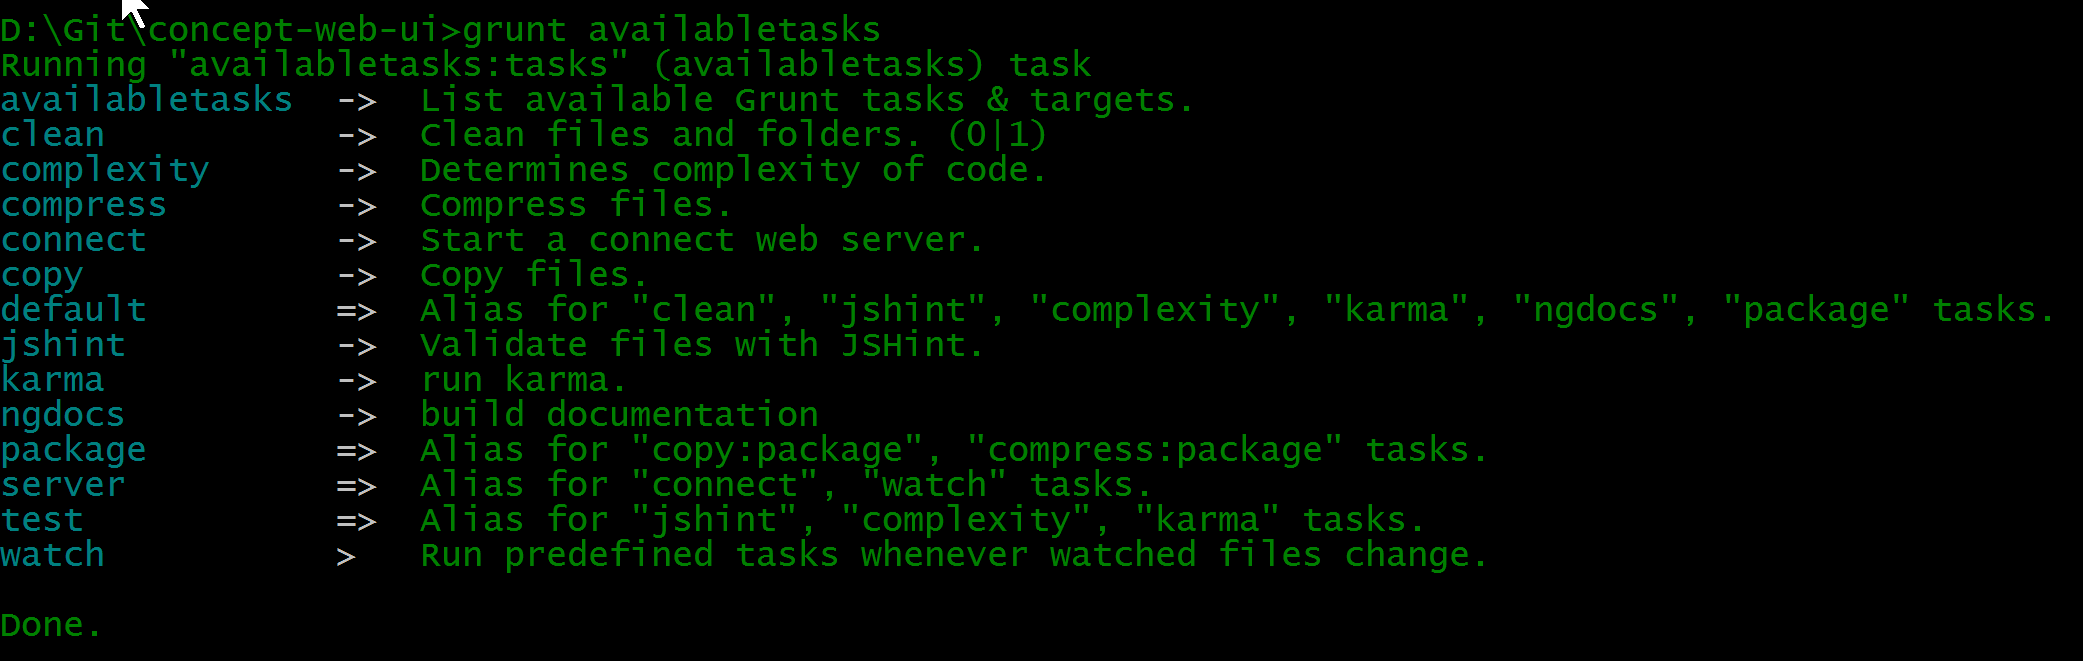 D:\Git\concept-web-ui>grunt availabletasks
Running "availabletasks:tasks" (availabletasks) task
availabletasks  ->  List available Grunt tasks & targets.
clean           ->  Clean files and folders. (0|1)
complexity      ->  Determines complexity of code.
compress        ->  Compress files.
connect         ->  Start a connect web server.
copy            ->  Copy files.
default         =>  Alias for "clean", "jshint", "complexity", "karma", "ngdocs", "package" tasks.
jshint          ->  Validate files with JSHint.
karma           ->  run karma.
ngdocs          ->  build documentation
package         =>  Alias for "copy:package", "compress:package" tasks.
server          =>  Alias for "connect", "watch" tasks.
test            =>  Alias for "jshint", "complexity", "karma" tasks.
watch           >   Run predefined tasks whenever watched files change.
Done.